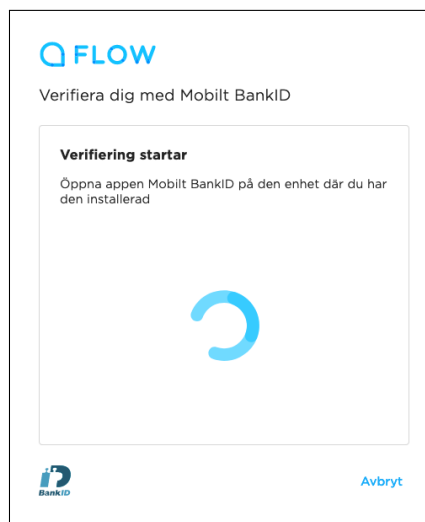 FLOW
Verifiera dig med Mobilt BankID
Verifiering startar
Öppna appen Mobilt BankID på den enhet där du har
den installerad
BankID
Avbryt